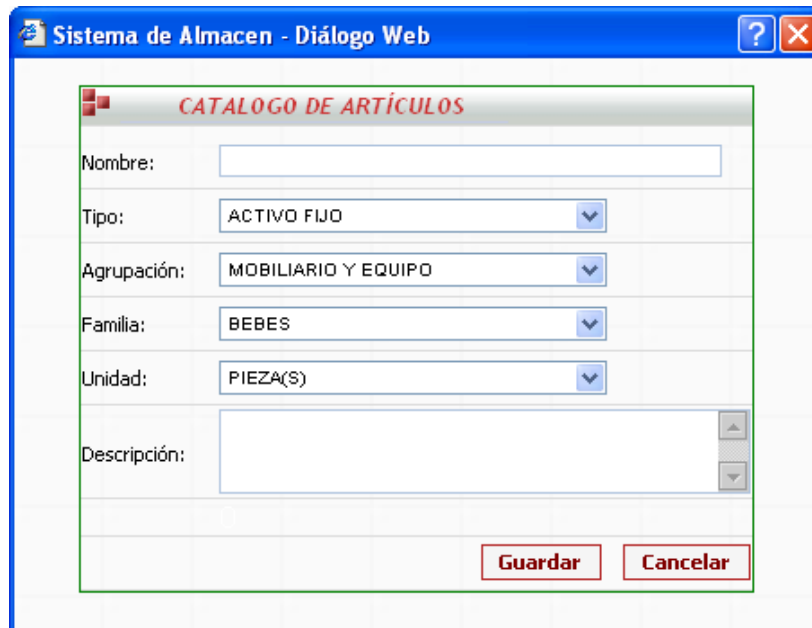 Sistema de Almacen - Diálogo Web
CATALOGO DE ARTÍCULOS
Nombre:
Tipo: ACTIVO FIJO
Agrupación: MOBILIARIO Y EQUIPO
Familia: BEBES
Unidad: PIEZA(S)
Descripción:
Guardar Cancelar